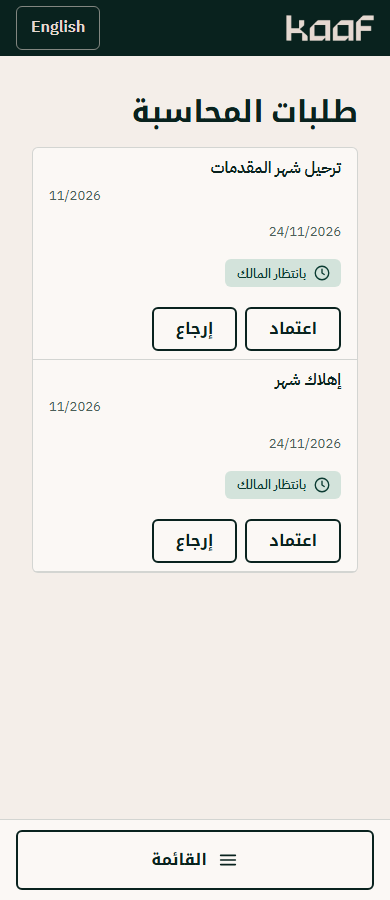 kaaf
English
طلبات المحاسبة
ترحيل شهر المقدمات
11/2026
24/11/2026
بانتظار المالك
اعتماد
إرجاع
إهلاك شهر
11/2026
24/11/2026
بانتظار المالك
اعتماد
إرجاع
القائمة